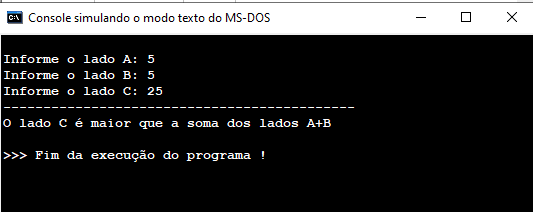 Console simulando o modo texto do MS-DOS
Informe o lado A: 5
Informe o lado B: 5
Informe o lado C: 25
--------------------------------------------
O lado C é maior que a soma dos lados A+B
>>> Fim da execução do programa !